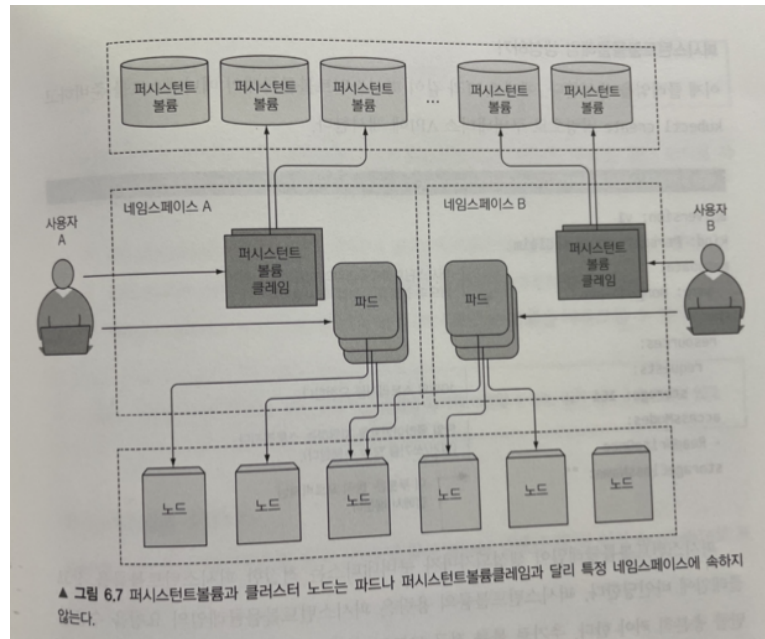 퍼시스턴트
볼륨
퍼시스턴트
볼륨
퍼시스턴트
볼륨
...
퍼시스턴트
볼륨
퍼시스턴트
볼륨
네임스페이스 A
네임스페이스 B
사용자
A
사용자
B
퍼시스턴트
볼륨
클레임
파드
파드
퍼시스턴트
볼륨
클레임
노드
노드
노드
노드
노드
노드
▲ 그림 6.7 퍼시스턴트볼륨과 클러스터 노드는 파드나 퍼시스턴트볼륨클레임과 달리 특정 네임스페이스에 속하지
않는다.